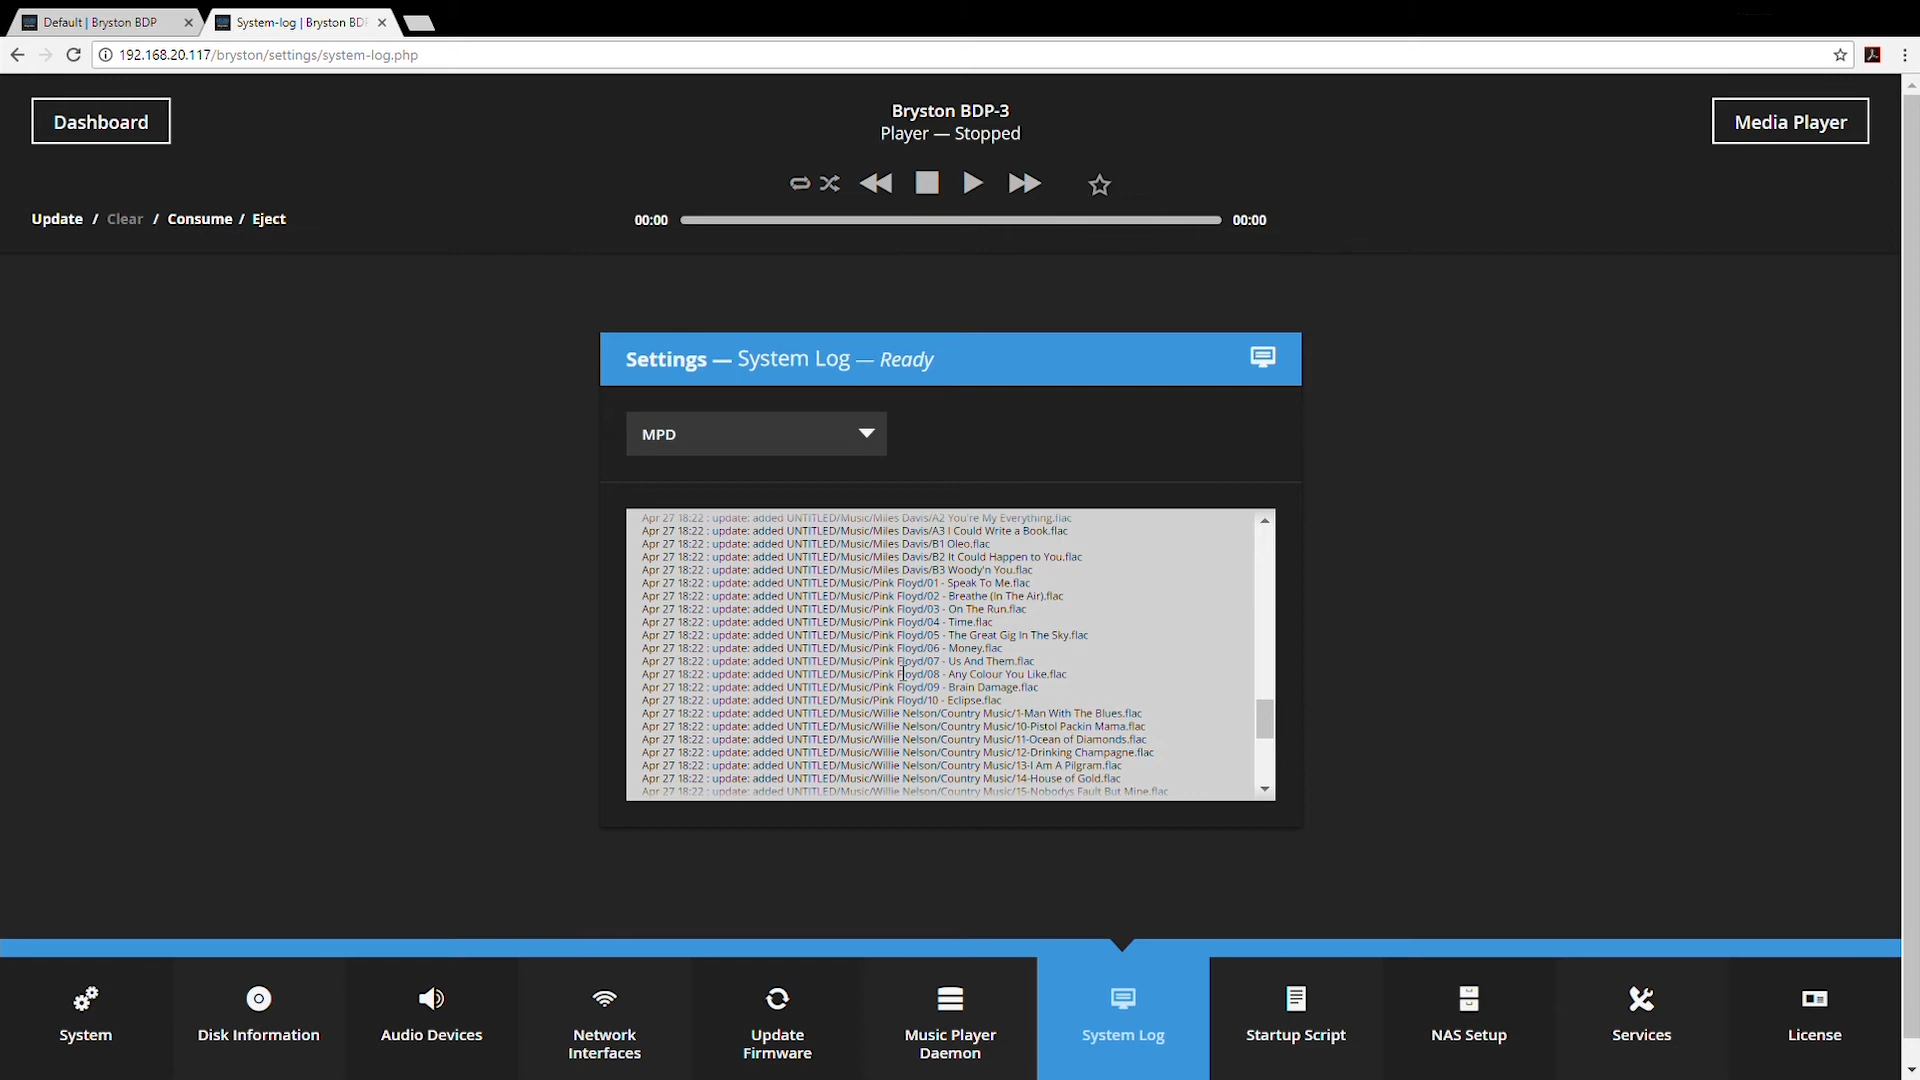 Default | Bryston BDP
System-log | Bryston BD
192.168.20.117/bryston/settings/system-log.php
Dashboard
Bryston BDP-3
Player — Stopped
Media Player
Update / Clear / Consume / Eject
00:00
00:00
Settings — System Log — Ready
MPD
Apr 27 18:22 : update: added UNTITLED/Music/Miles Davis/A2 You're My Everything.flac
Apr 27 18:22 : update: added UNTITLED/Music/Miles Davis/A3 I Could Write a Book.flac
Apr 27 18:22 : update: added UNTITLED/Music/Miles Davis/B1 Oleo.flac
Apr 27 18:22 : update: added UNTITLED/Music/Miles Davis/B2 It Could Happen to You.flac
Apr 27 18:22 : update: added UNTITLED/Music/Miles Davis/B3 Woody'n You.flac
Apr 27 18:22 : update: added UNTITLED/Music/Pink Floyd/01 - Speak To Me.flac
Apr 27 18:22 : update: added UNTITLED/Music/Pink Floyd/02 - Breathe (In The Air).flac
Apr 27 18:22 : update: added UNTITLED/Music/Pink Floyd/03 - On The Run.flac
Apr 27 18:22 : update: added UNTITLED/Music/Pink Floyd/04 - Time.flac
Apr 27 18:22 : update: added UNTITLED/Music/Pink Floyd/05 - The Great Gig In The Sky.flac
Apr 27 18:22 : update: added UNTITLED/Music/Pink Floyd/06 - Money.flac
Apr 27 18:22 : update: added UNTITLED/Music/Pink Floyd/07 - Us And Them.flac
Apr 27 18:22 : update: added UNTITLED/Music/Pink Floyd/08 - Any Colour You Like.flac
Apr 27 18:22 : update: added UNTITLED/Music/Pink Floyd/09 - Brain Damage.flac
Apr 27 18:22 : update: added UNTITLED/Music/Pink Floyd/10 - Eclipse.flac
Apr 27 18:22 : update: added UNTITLED/Music/Willie Nelson/Country Music/1-Man With The Blues.flac
Apr 27 18:22 : update: added UNTITLED/Music/Willie Nelson/Country Music/10-Pistol Packin Mama.flac
Apr 27 18:22 : update: added UNTITLED/Music/Willie Nelson/Country Music/11-Ocean of Diamonds.flac
Apr 27 18:22 : update: added UNTITLED/Music/Willie Nelson/Country Music/12-Drinking Champagne.flac
Apr 27 18:22 : update: added UNTITLED/Music/Willie Nelson/Country Music/13-I Am A Pilgram.flac
Apr 27 18:22 : update: added UNTITLED/Music/Willie Nelson/Country Music/14-House of Gold.flac
Apr 27 18:22 : update: added UNTITLED/Music/Willie Nelson/Country Music/15-Nobodys Fault But Mine.flac
System
Disk Information
Audio Devices
Network
Interfaces
Update
Firmware
Music Player
Daemon
System Log
Startup Script
NAS Setup
Services
License